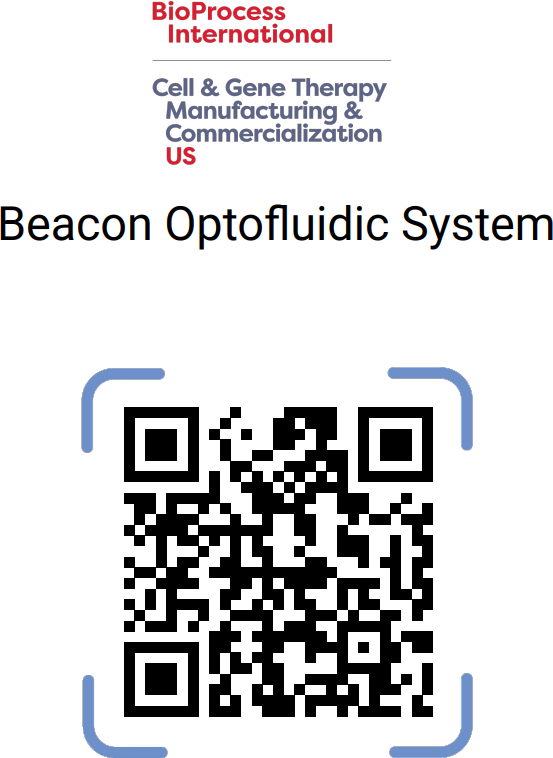 BioProcess
International
Cell & Gene Therapy
Manufacturing &
Commercialization
US
Beacon Optofluidic System